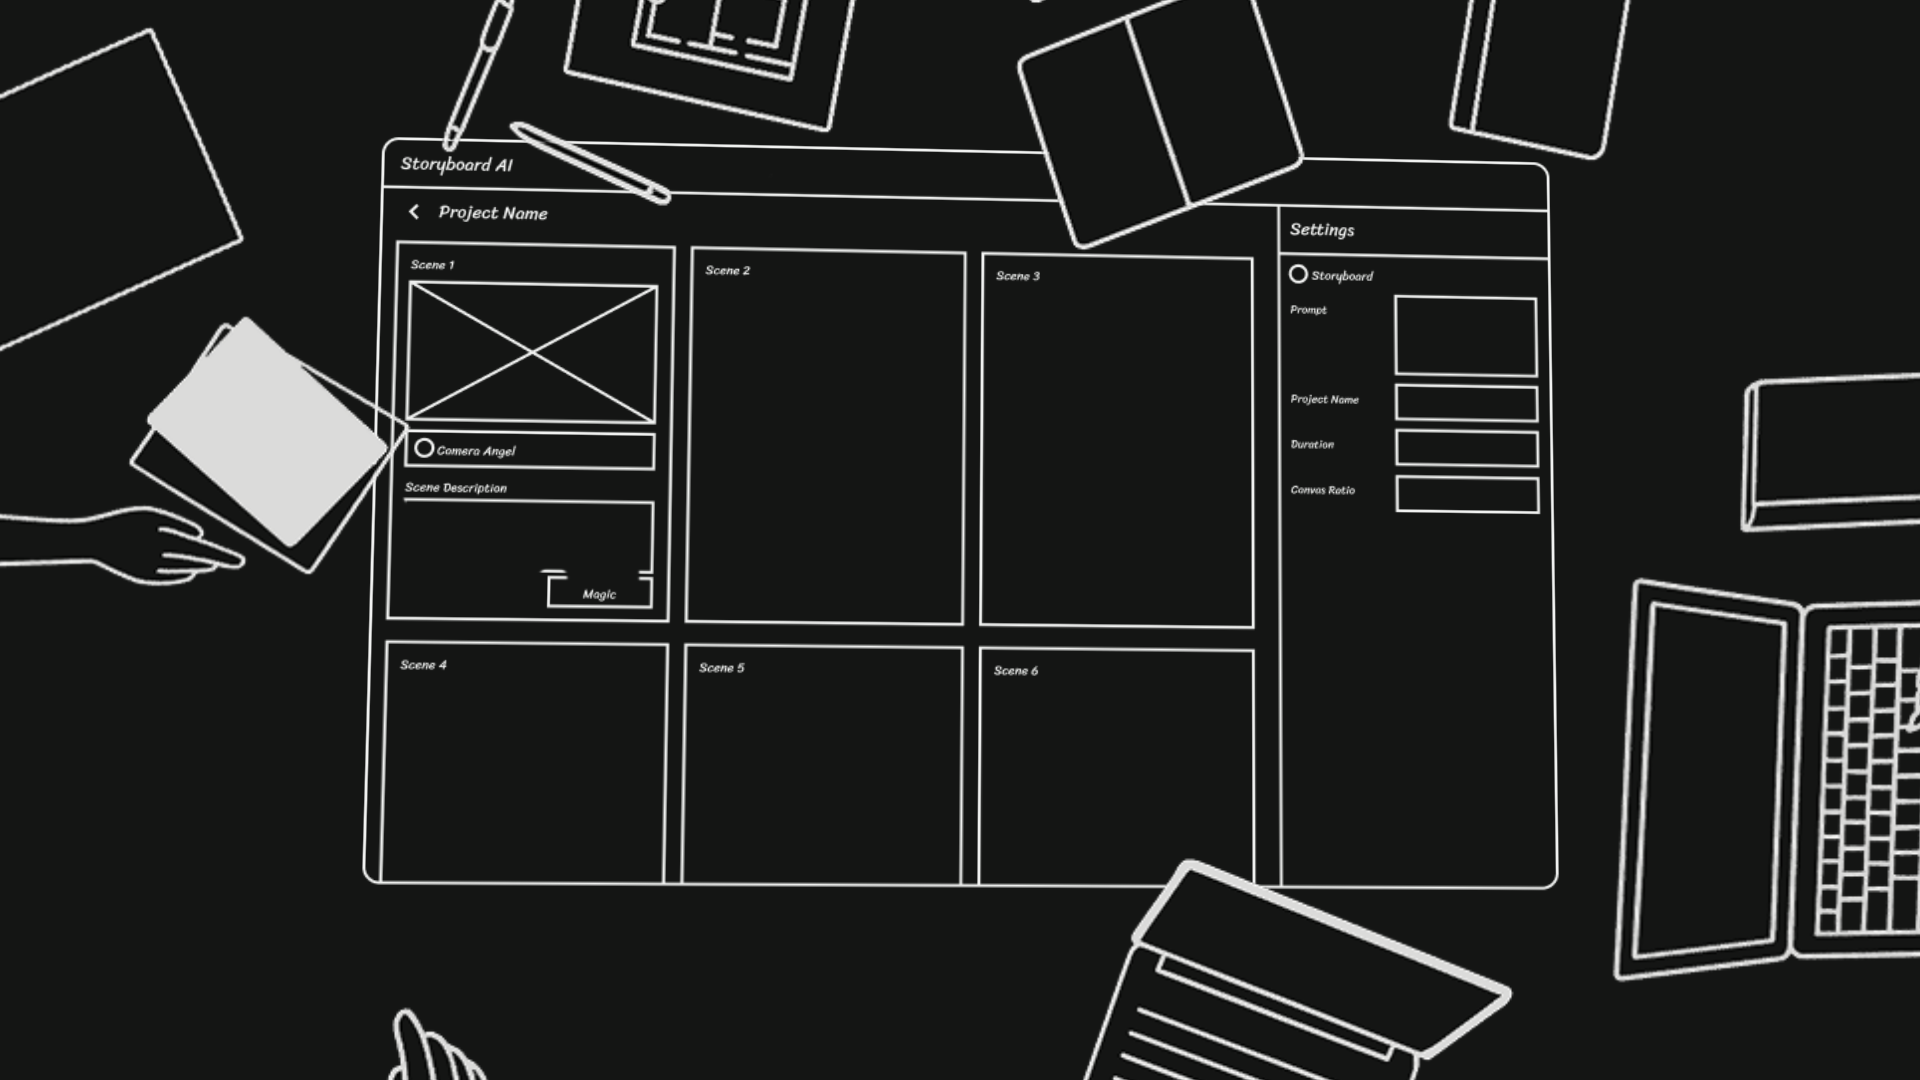 Storyboard AI
Project Name
Scene 1
Camera Angel
Scene Description
Magic
Scene 2
Scene 3
Scene 4
Scene 5
Scene 6
Settings
Storyboard
Prompt
Project Name
Duration
Canvas Ratio